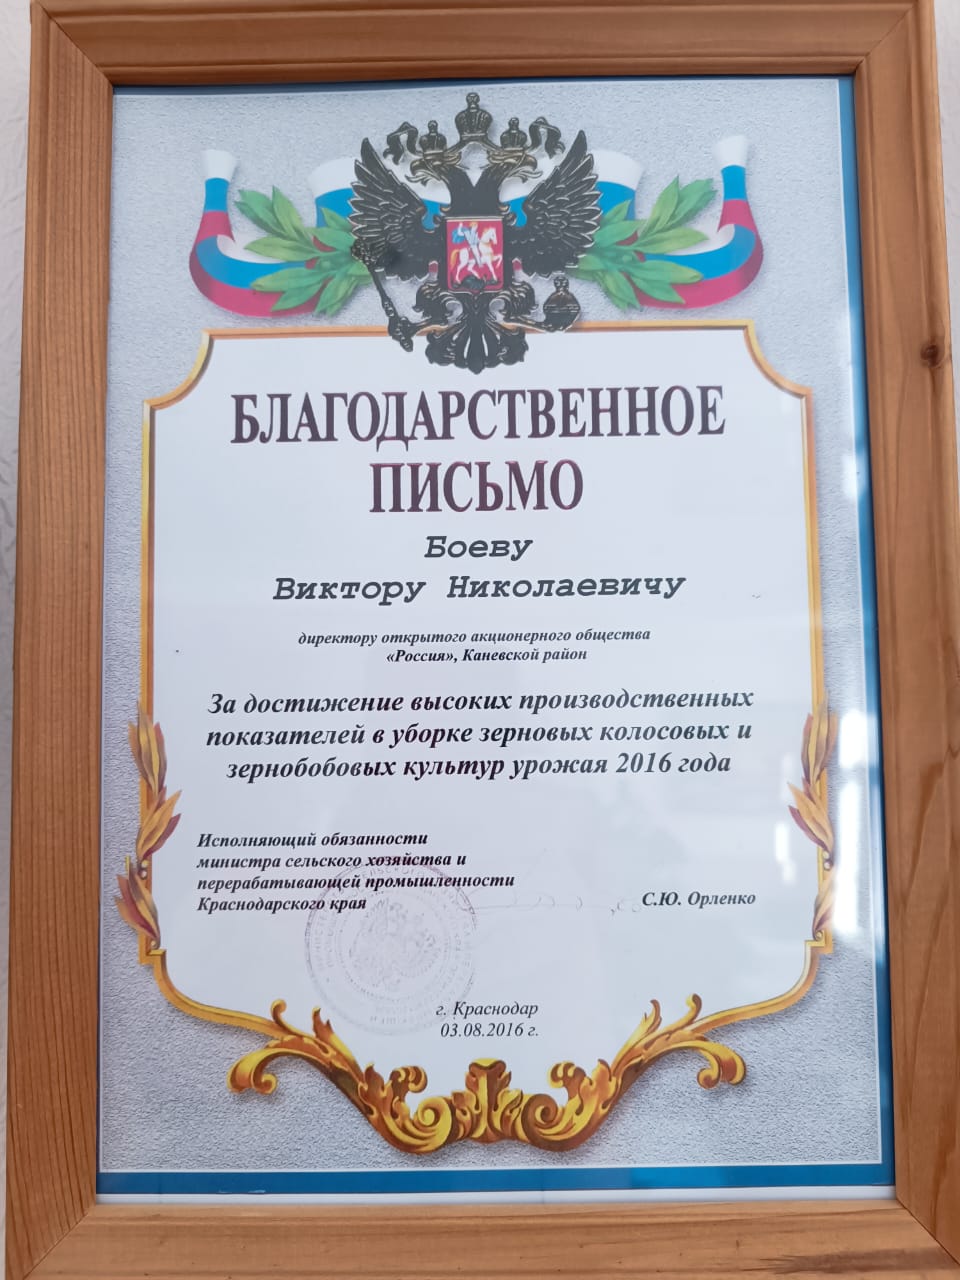 БЛАГОДАРСТВЕННОЕ
ПИСЬМО
Боеву
Виктору Николаевичу
директору открытого акционерного общества
«Россия», Каневской район
За достижение высоких производственных
показателей в уборке зерновых колосовых и
зернобобовых культур урожая 2016 года
Исполняющий обязанности
министра сельского хозяйства и
перерабатывающей промышленности
Краснодарского края
С.Ю. Орленко
г. Краснодар
03.08.2016 г.